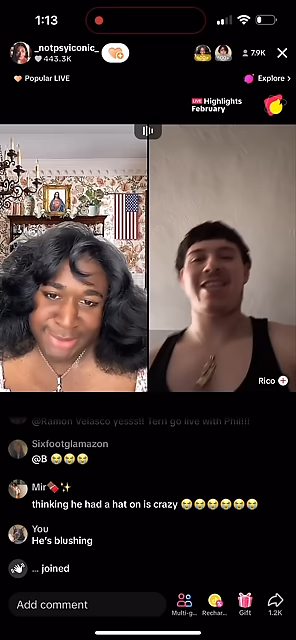 1:13
_notpsyiconic_
443.3K
7.9K
Popular LIVE
Explore >
LIVE Highlights
February
Rico
@Ramon Velasco yessst! Terri go live with Phil!!!
Sixfootglamazon
@B 😭😭😭
Mir🍫✨
thinking he had a hat on is crazy 😭😭😭😭😭😭
You
He's blushing
... joined
Add comment
Multi-g...
Rechar...
Gift
1.2K